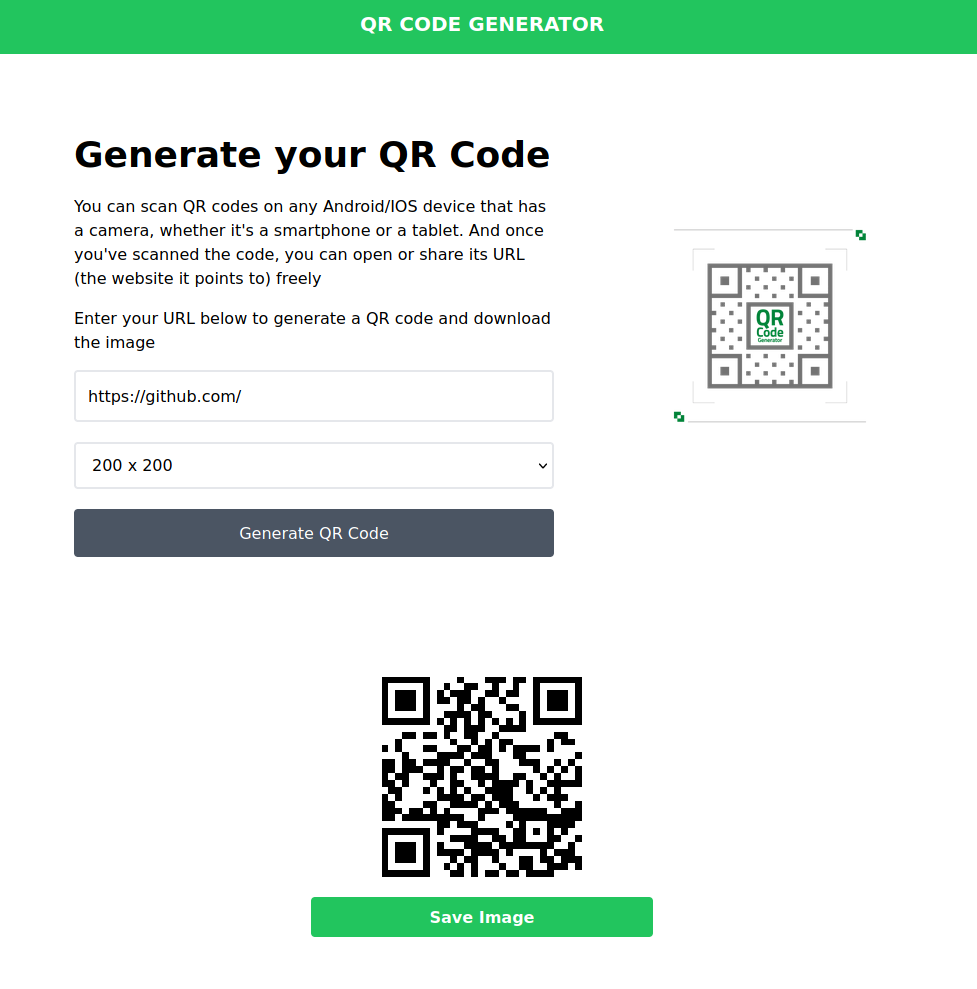 QR CODE GENERATOR
Generate your QR Code
You can scan QR codes on any Android/IOS device that has
a camera, whether it's a smartphone or a tablet. And once
you've scanned the code, you can open or share its URL
(the website it points to) freely
Enter your URL below to generate a QR code and download
the image
https://github.com/
200 x 200
Generate QR Code
QR
Code
Generator
Save Image